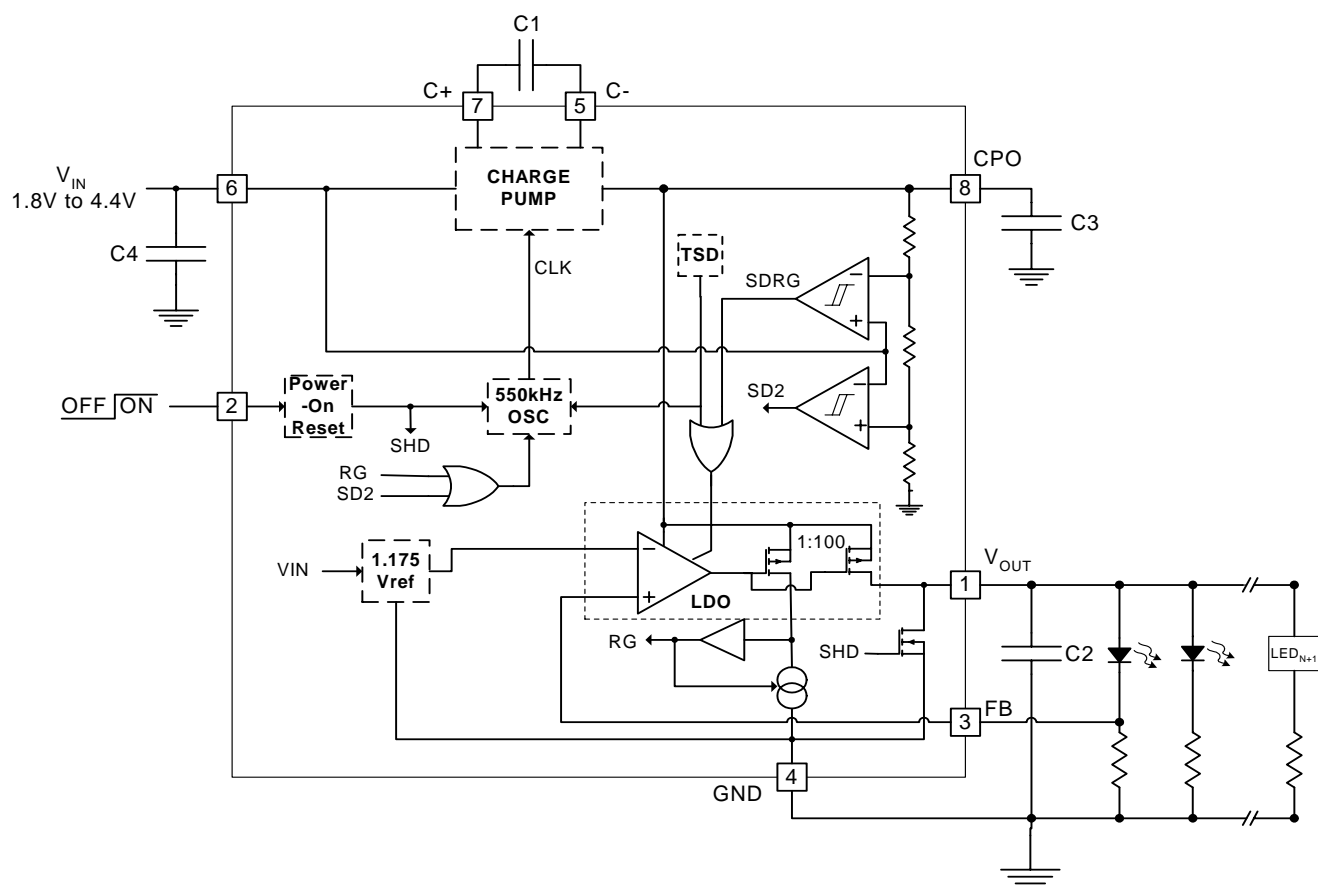 C1
C+
7
5
C-
V_IN
1.8V to 4.4V
6
CHARGE
PUMP
CPO
8
C3
C4
CLK
TSD
SDRG
−
+
OFF ON
2
Power
-On
Reset
SHD
550kHz
OSC
SD2
−
+
RG
SD2
VIN
1.175
Vref
−
+
LDO
1:100
V_OUT
1
RG
SHD
C2
LED_N+1
3
FB
4
GND